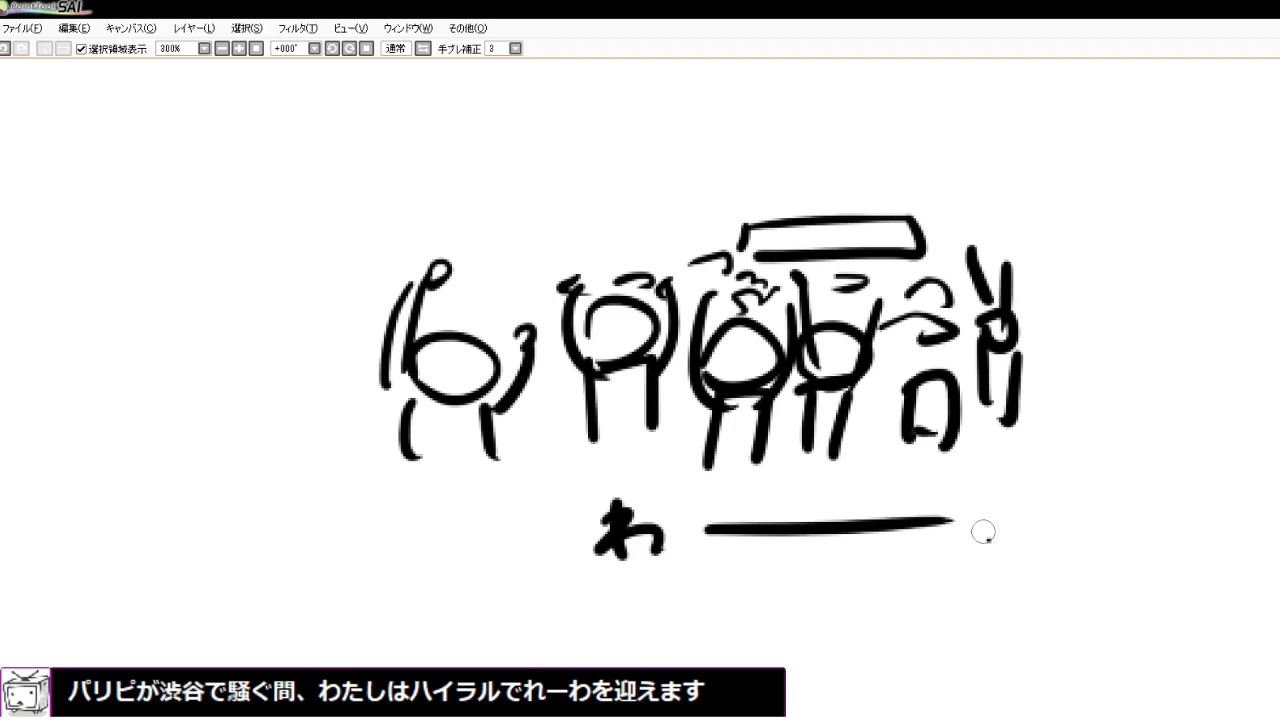 PaintTool SAI
ファイル(F) 編集(E) キャンバス(C) レイヤー(L) 選択(S) フィルタ(T) ビュー(V) ウィンドウ(W) その他(O)
選択領域表示 300% +000° 通常 手ブレ補正 3
わー
パリピが渋谷で騒ぐ間、わたしはハイラルでれーわを迎えます